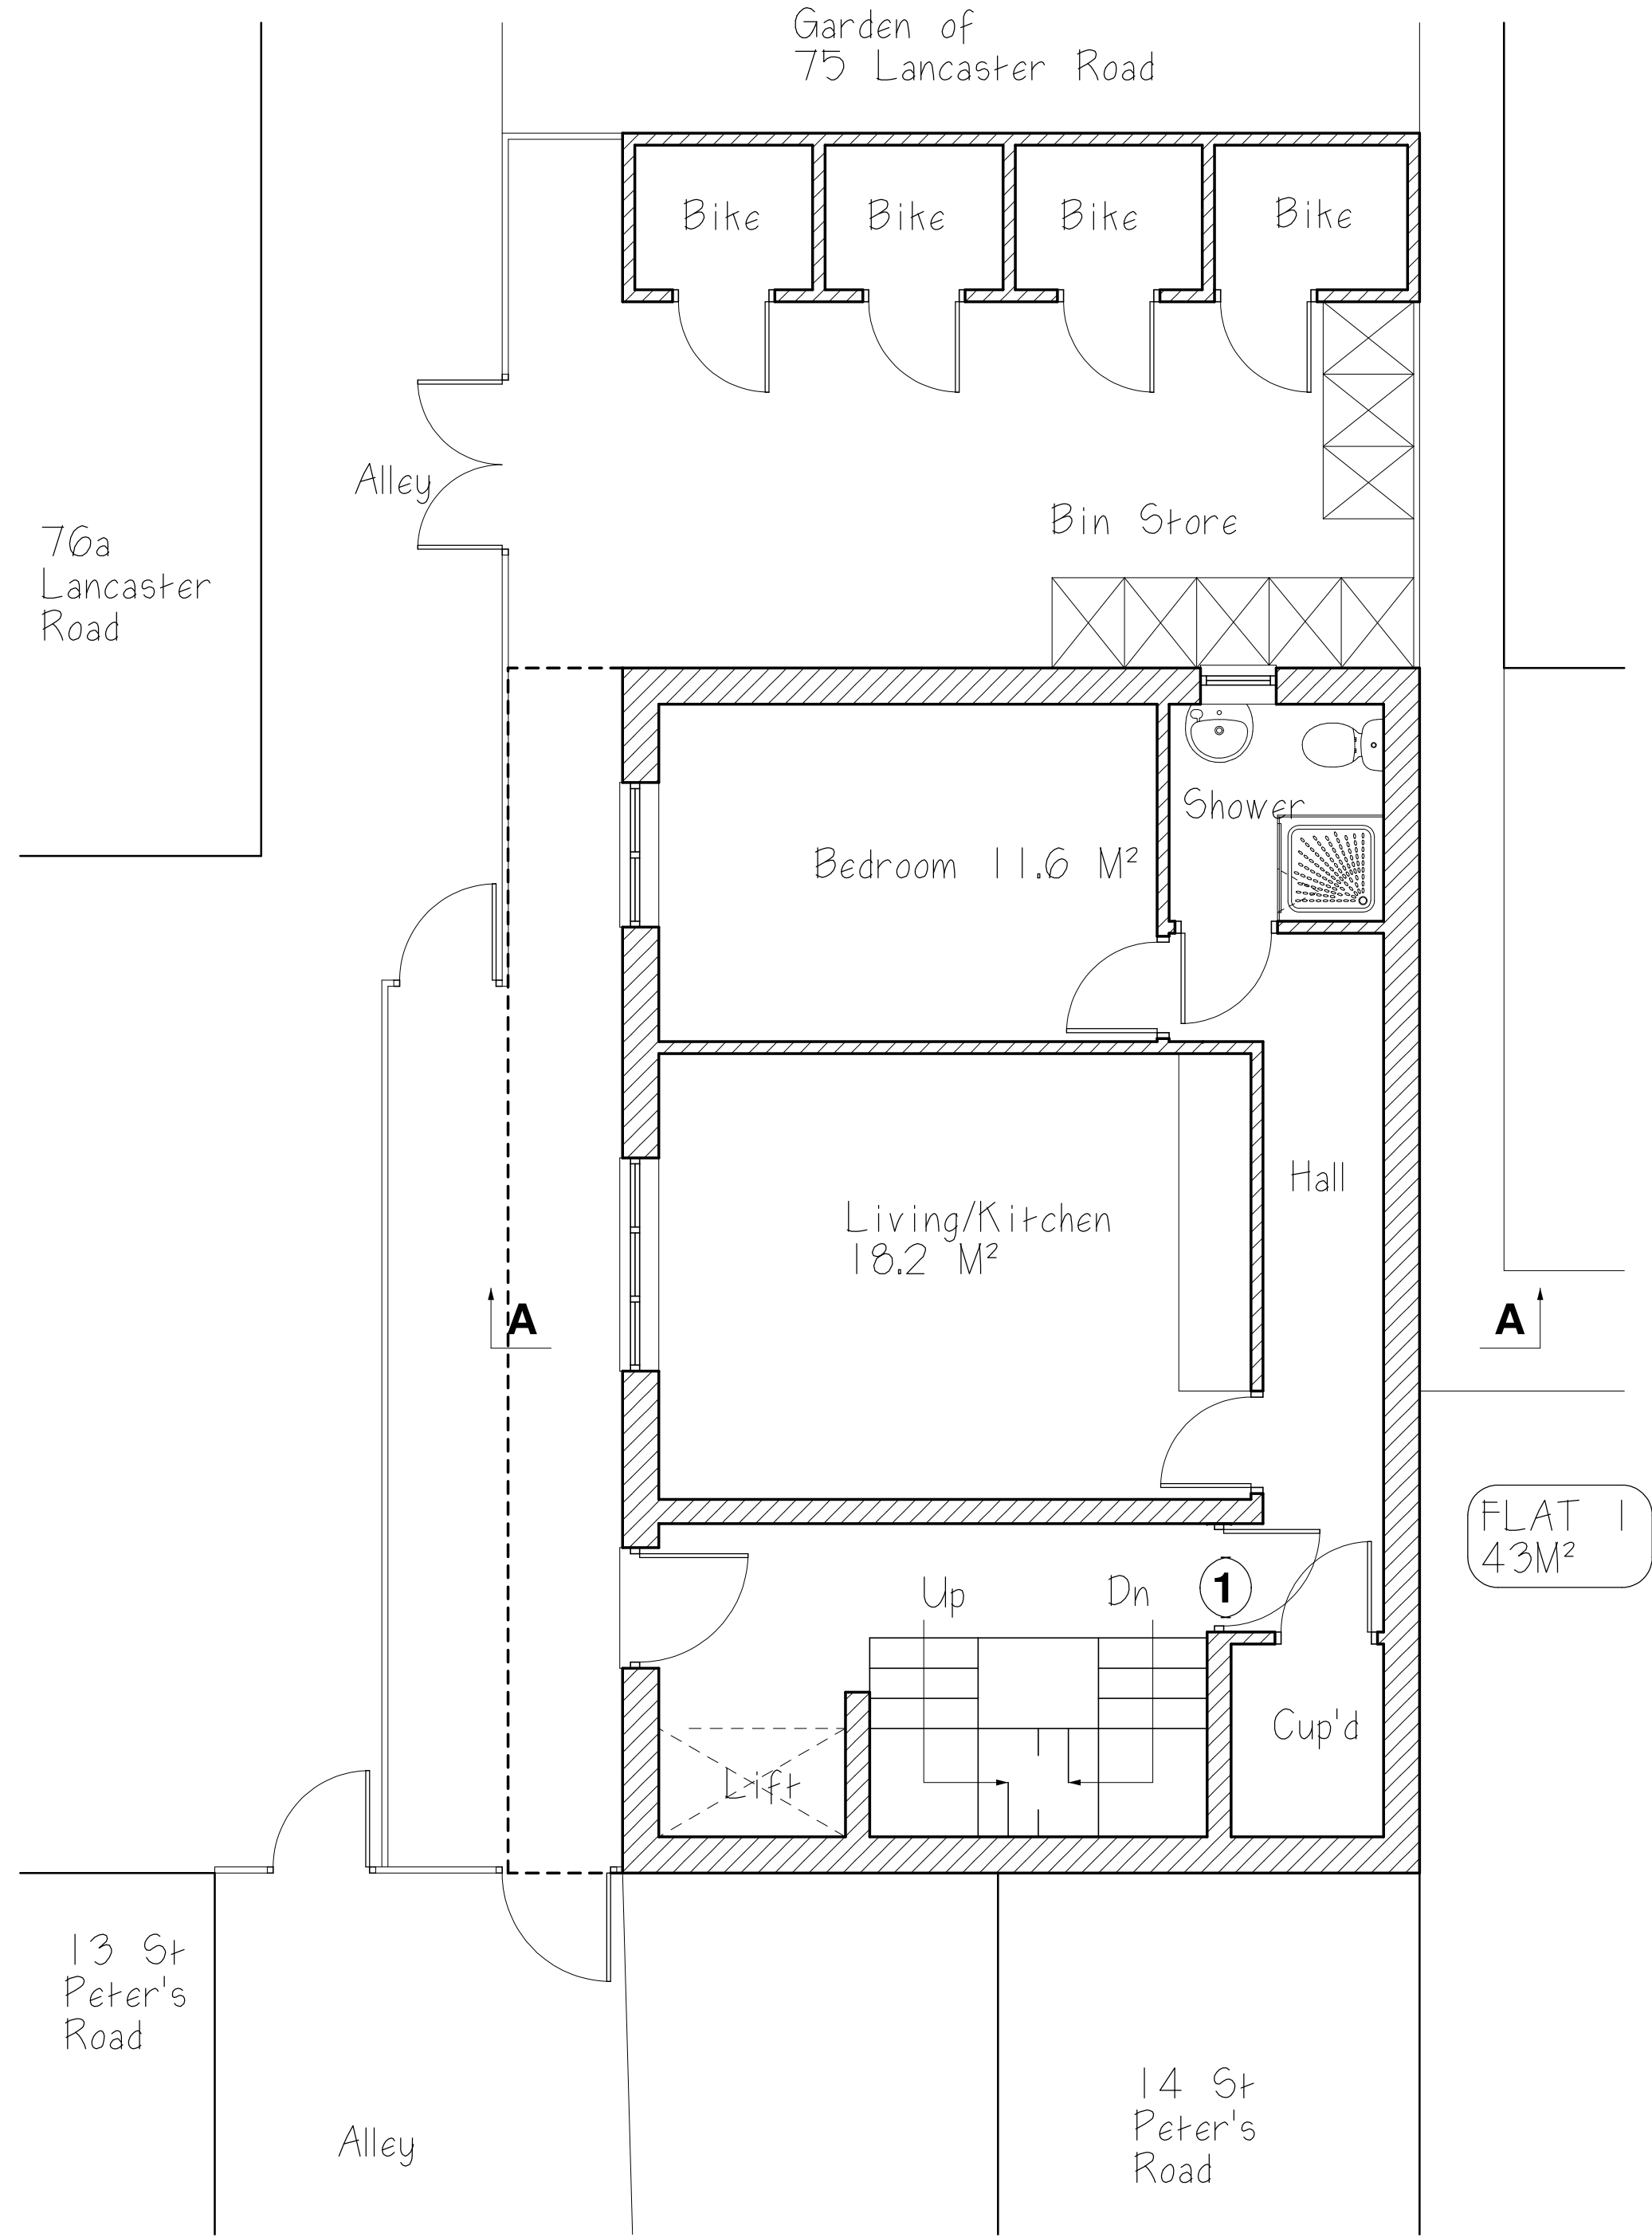 Garden of
75 Lancaster Road
Bike
Bike
Bike
Bike
Alley
Bin Store
76a
Lancaster
Road
Shower
Bedroom 11.6 M²
Hall
Living/Kitchen
18.2 M²
A
A
FLAT 1
43M²
Up
Dn
1
Cup'd
Lift
13 St
Peter's
Road
14 St
Peter's
Road
Alley